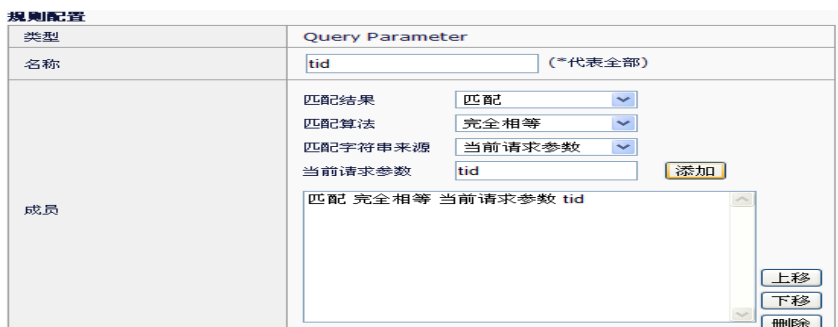 规则配置
类型 Query Parameter
名称 tid (*代表全部)
匹配结果 匹配
匹配算法 完全相等
匹配字符串来源 当前请求参数
当前请求参数 tid 添加
成员
匹配 完全相等 当前请求参数 tid
上移
下移
删除